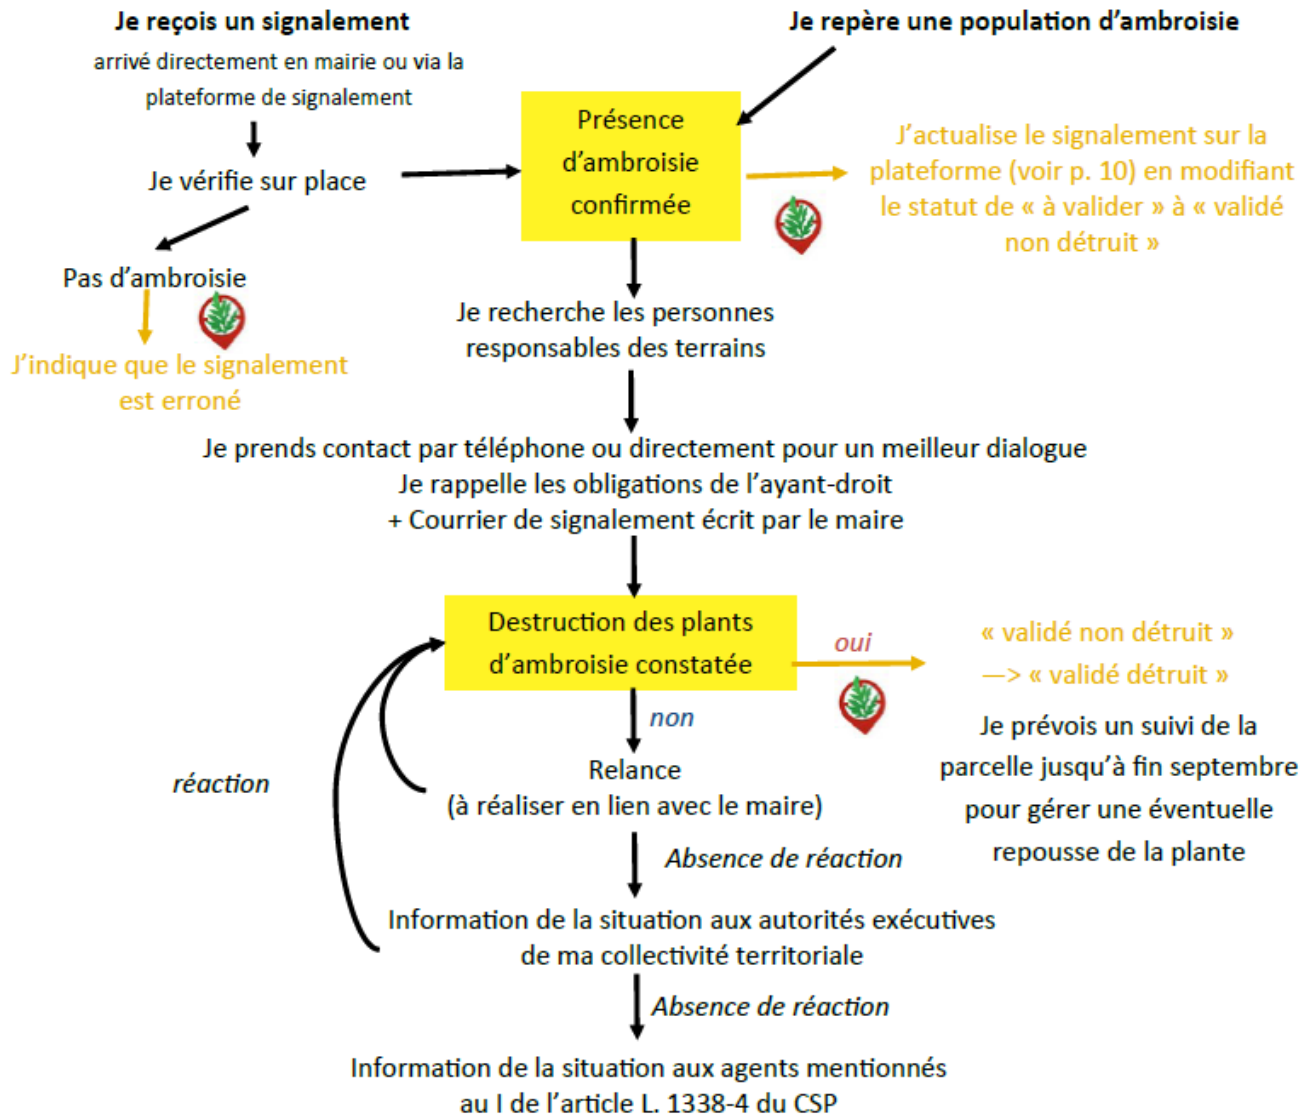 Je reçois un signalement
arrivé directement en mairie ou via la
plateforme de signalement
Je repère une population d'ambroisie
Je vérifie sur place
Présence
d'ambroisie
confirmée
J'actualise le signalement sur la
plateforme (voir p. 10) en modifiant
le statut de « à valider » à « validé
non détruit »
Pas d'ambroisie
J'indique que le signalement
est erroné
Je recherche les personnes
responsables des terrains
Je prends contact par téléphone ou directement pour un meilleur dialogue
Je rappelle les obligations de l'ayant-droit
+ Courrier de signalement écrit par le maire
Destruction des plants
d'ambroisie constatée
oui
« validé non détruit »
—> « validé détruit »
Je prévois un suivi de la
parcelle jusqu'à fin septembre
pour gérer une éventuelle
repousse de la plante
non
Relance
(à réaliser en lien avec le maire)
réaction
Absence de réaction
Information de la situation aux autorités exécutives
de ma collectivité territoriale
Absence de réaction
Information de la situation aux agents mentionnés
au I de l'article L. 1338-4 du CSP